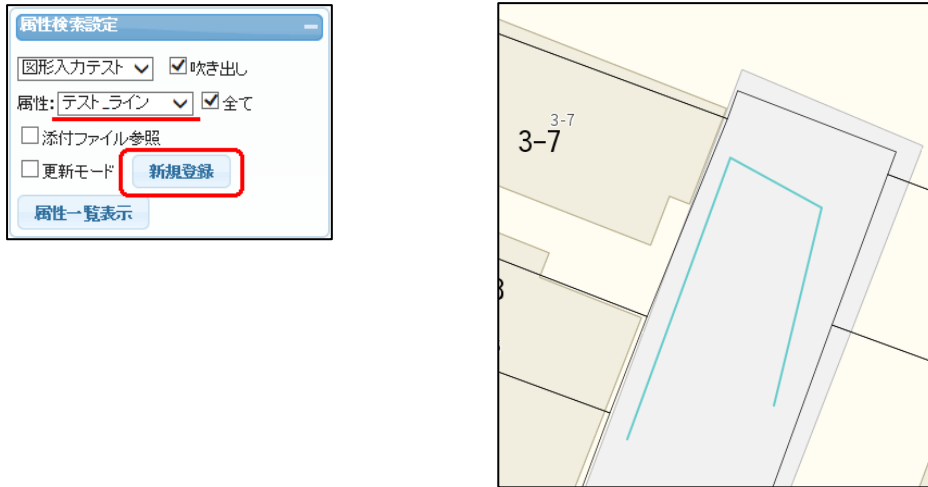 属性検索設定
図形入力テスト 吹き出し
属性: テスト_ライン 全て
添付ファイル参照
更新モード 新規登録
属性一覧表示
3-7
3-7